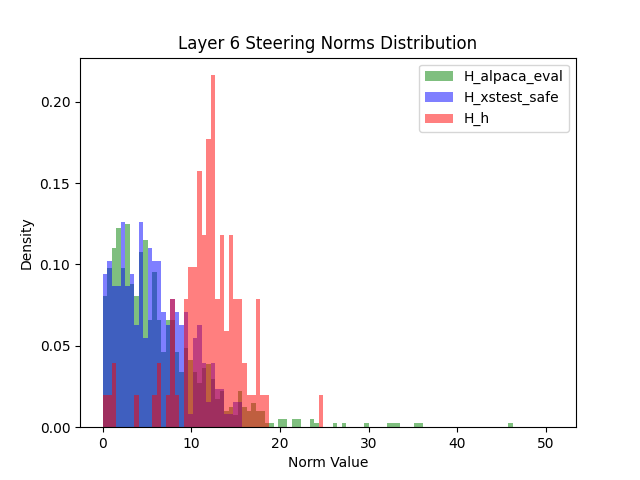 Layer 6 Steering Norms Distribution
H_alpaca_eval
H_xstest_safe
H_h
Density
0.20
0.15
0.10
0.05
0.00
0 10 20 30 40 50
Norm Value